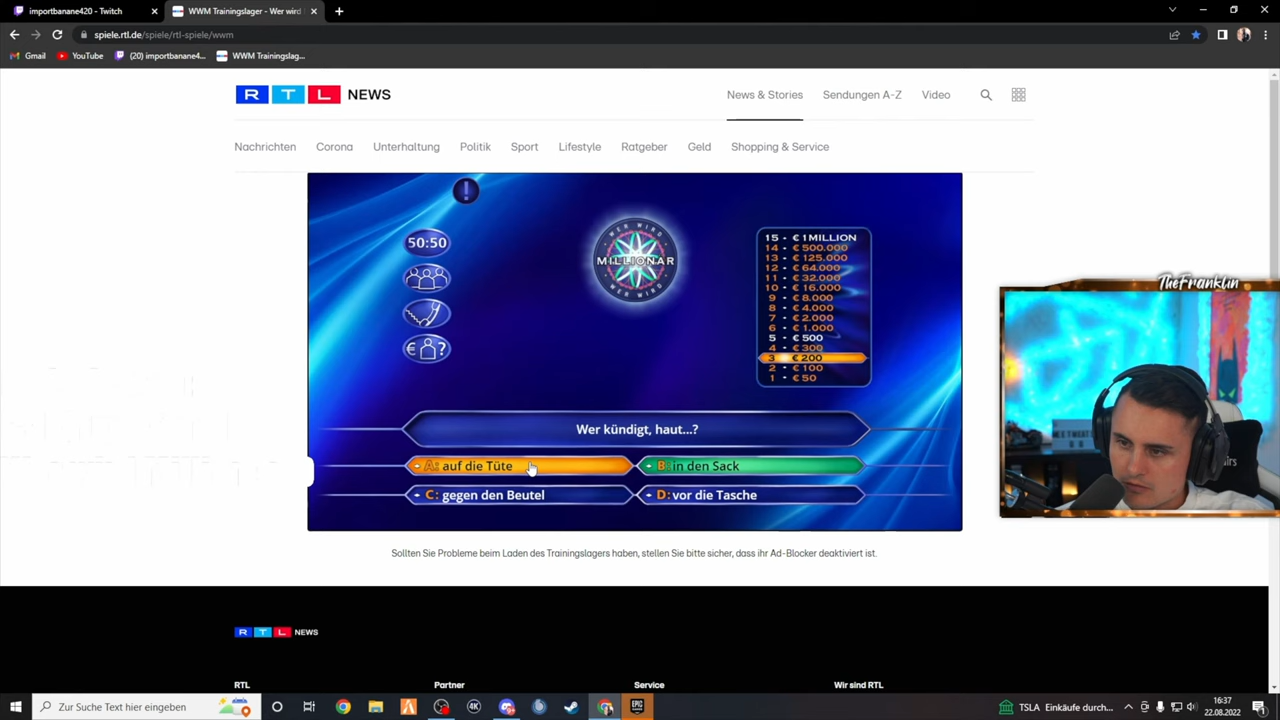 importbanane420 - Twitch
WWM Trainingslager - Wer wird
spiele.rtl.de/spiele/rtl-spiele/wwm
Gmail
YouTube
(20) importbanane4...
WWM Trainingslag...
RTL NEWS
News & Stories
Sendungen A-Z
Video
Nachrichten
Corona
Unterhaltung
Politik
Sport
Lifestyle
Ratgeber
Geld
Shopping & Service
50:50
€ ?
WER WIRD
MILLIONÄR
WER WIRD
15 - € 1 MILLION
14 - € 500.000
13 - € 125.000
12 - € 64.000
11 - € 32.000
10 - € 16.000
9 - € 8.000
8 - € 4.000
7 - € 2.000
6 - € 1.000
5 - € 500
4 - € 300
3 - € 200
2 - € 100
1 - € 50
TheFranklin
Wer kündigt, haut...?
A: auf die Tüte
B: in den Sack
C: gegen den Beutel
D: vor die Tasche
Sollten Sie Probleme beim Laden des Trainingslagers haben, stellen Sie bitte sicher, dass ihr Ad-Blocker deaktiviert ist.
RTL NEWS
RTL
Partner
Service
Wir sind RTL
Zur Suche Text hier eingeben
4K
EPIC
TSLA Einkäufe durch...
16:37
22.08.2022